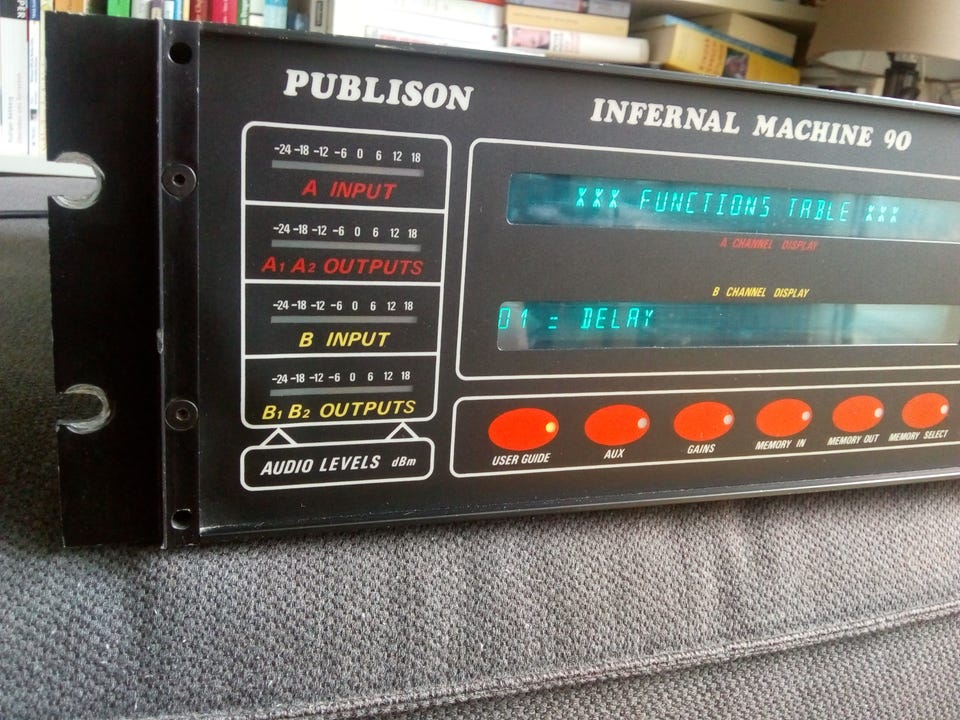 PUBLISON
INFERNAL MACHINE 90
-24 -18 -12 -6 0 6 12 18
A INPUT
-24 -18 -12 -6 0 6 12 18
A1 A2 OUTPUTS
-24 -18 -12 -6 0 6 12 18
B INPUT
-24 -18 -12 -6 0 6 12 18
B1 B2 OUTPUTS
AUDIO LEVELS dBm
*** FUNCTIONS TABLE ***
A CHANNEL DISPLAY
B CHANNEL DISPLAY
01 = DELAY
USER GUIDE
AUX
GAINS
MEMORY IN
MEMORY OUT
MEMORY SELECT